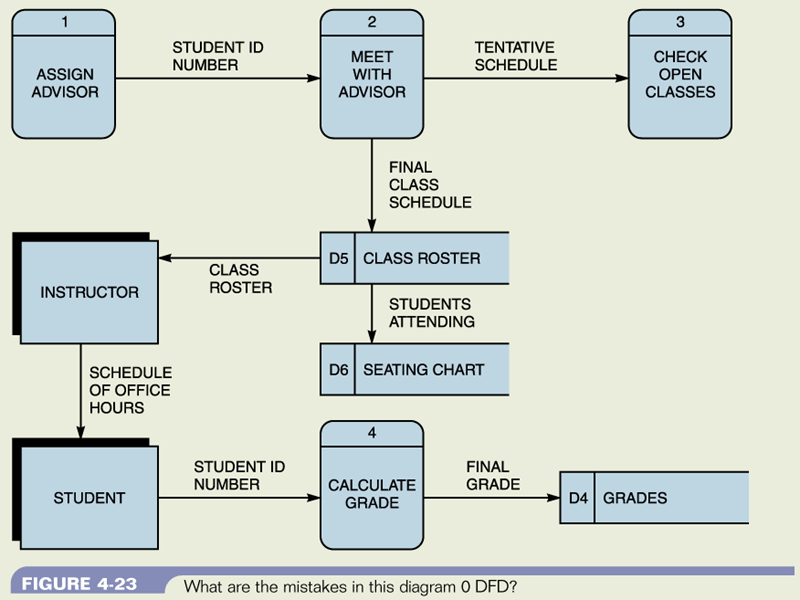 1
ASSIGN
ADVISOR
STUDENT ID
NUMBER
2
MEET
WITH
ADVISOR
TENTATIVE
SCHEDULE
3
CHECK
OPEN
CLASSES
FINAL
CLASS
SCHEDULE
INSTRUCTOR
CLASS
ROSTER
D5 CLASS ROSTER
STUDENTS
ATTENDING
D6 SEATING CHART
SCHEDULE
OF OFFICE
HOURS
STUDENT
STUDENT ID
NUMBER
4
CALCULATE
GRADE
FINAL
GRADE
D4 GRADES
FIGURE 4-23 What are the mistakes in this diagram 0 DFD?